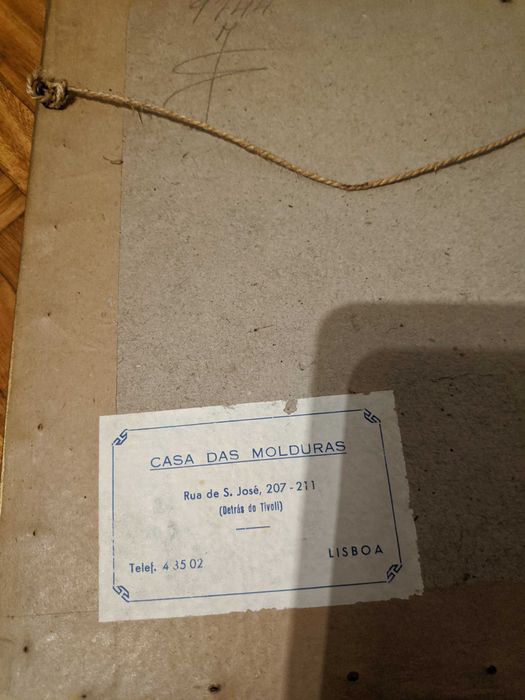 CASA DAS MOLDURAS
Rua de S. José, 207-211
(Detrás do Tivoli)
Telef. 4 35 02
LISBOA